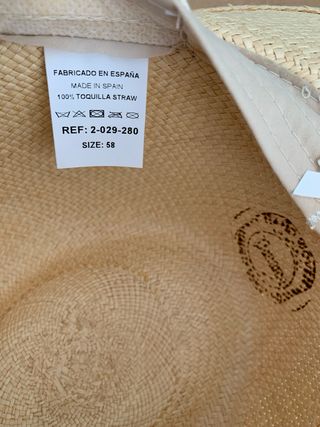 FABRICADO EN ESPAÑA
MADE IN SPAIN
100% TOQUILLA STRAW
REF: 2-029-280
SIZE: 58